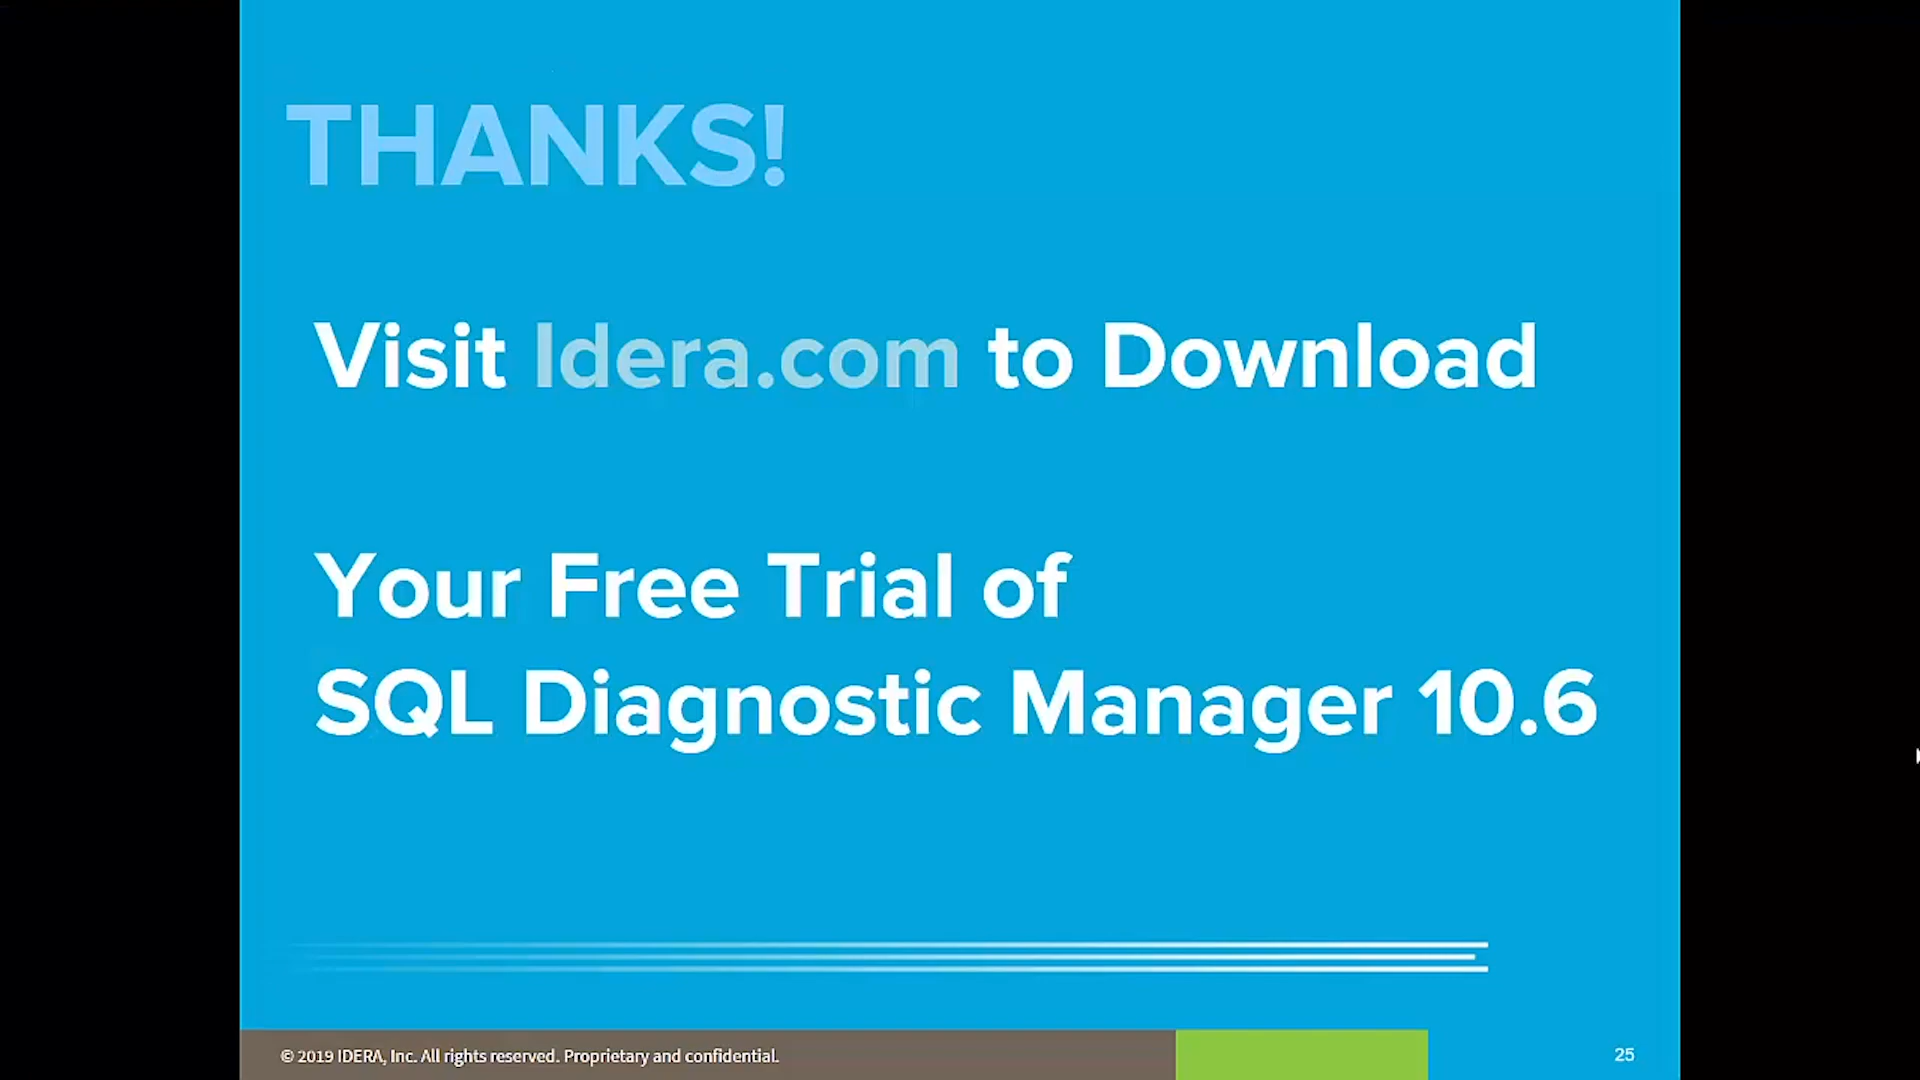 THANKS!
Visit Idera.com to Download
Your Free Trial of
SQL Diagnostic Manager 10.6
© 2019 IDERA, Inc. All rights reserved. Proprietary and confidential.
25